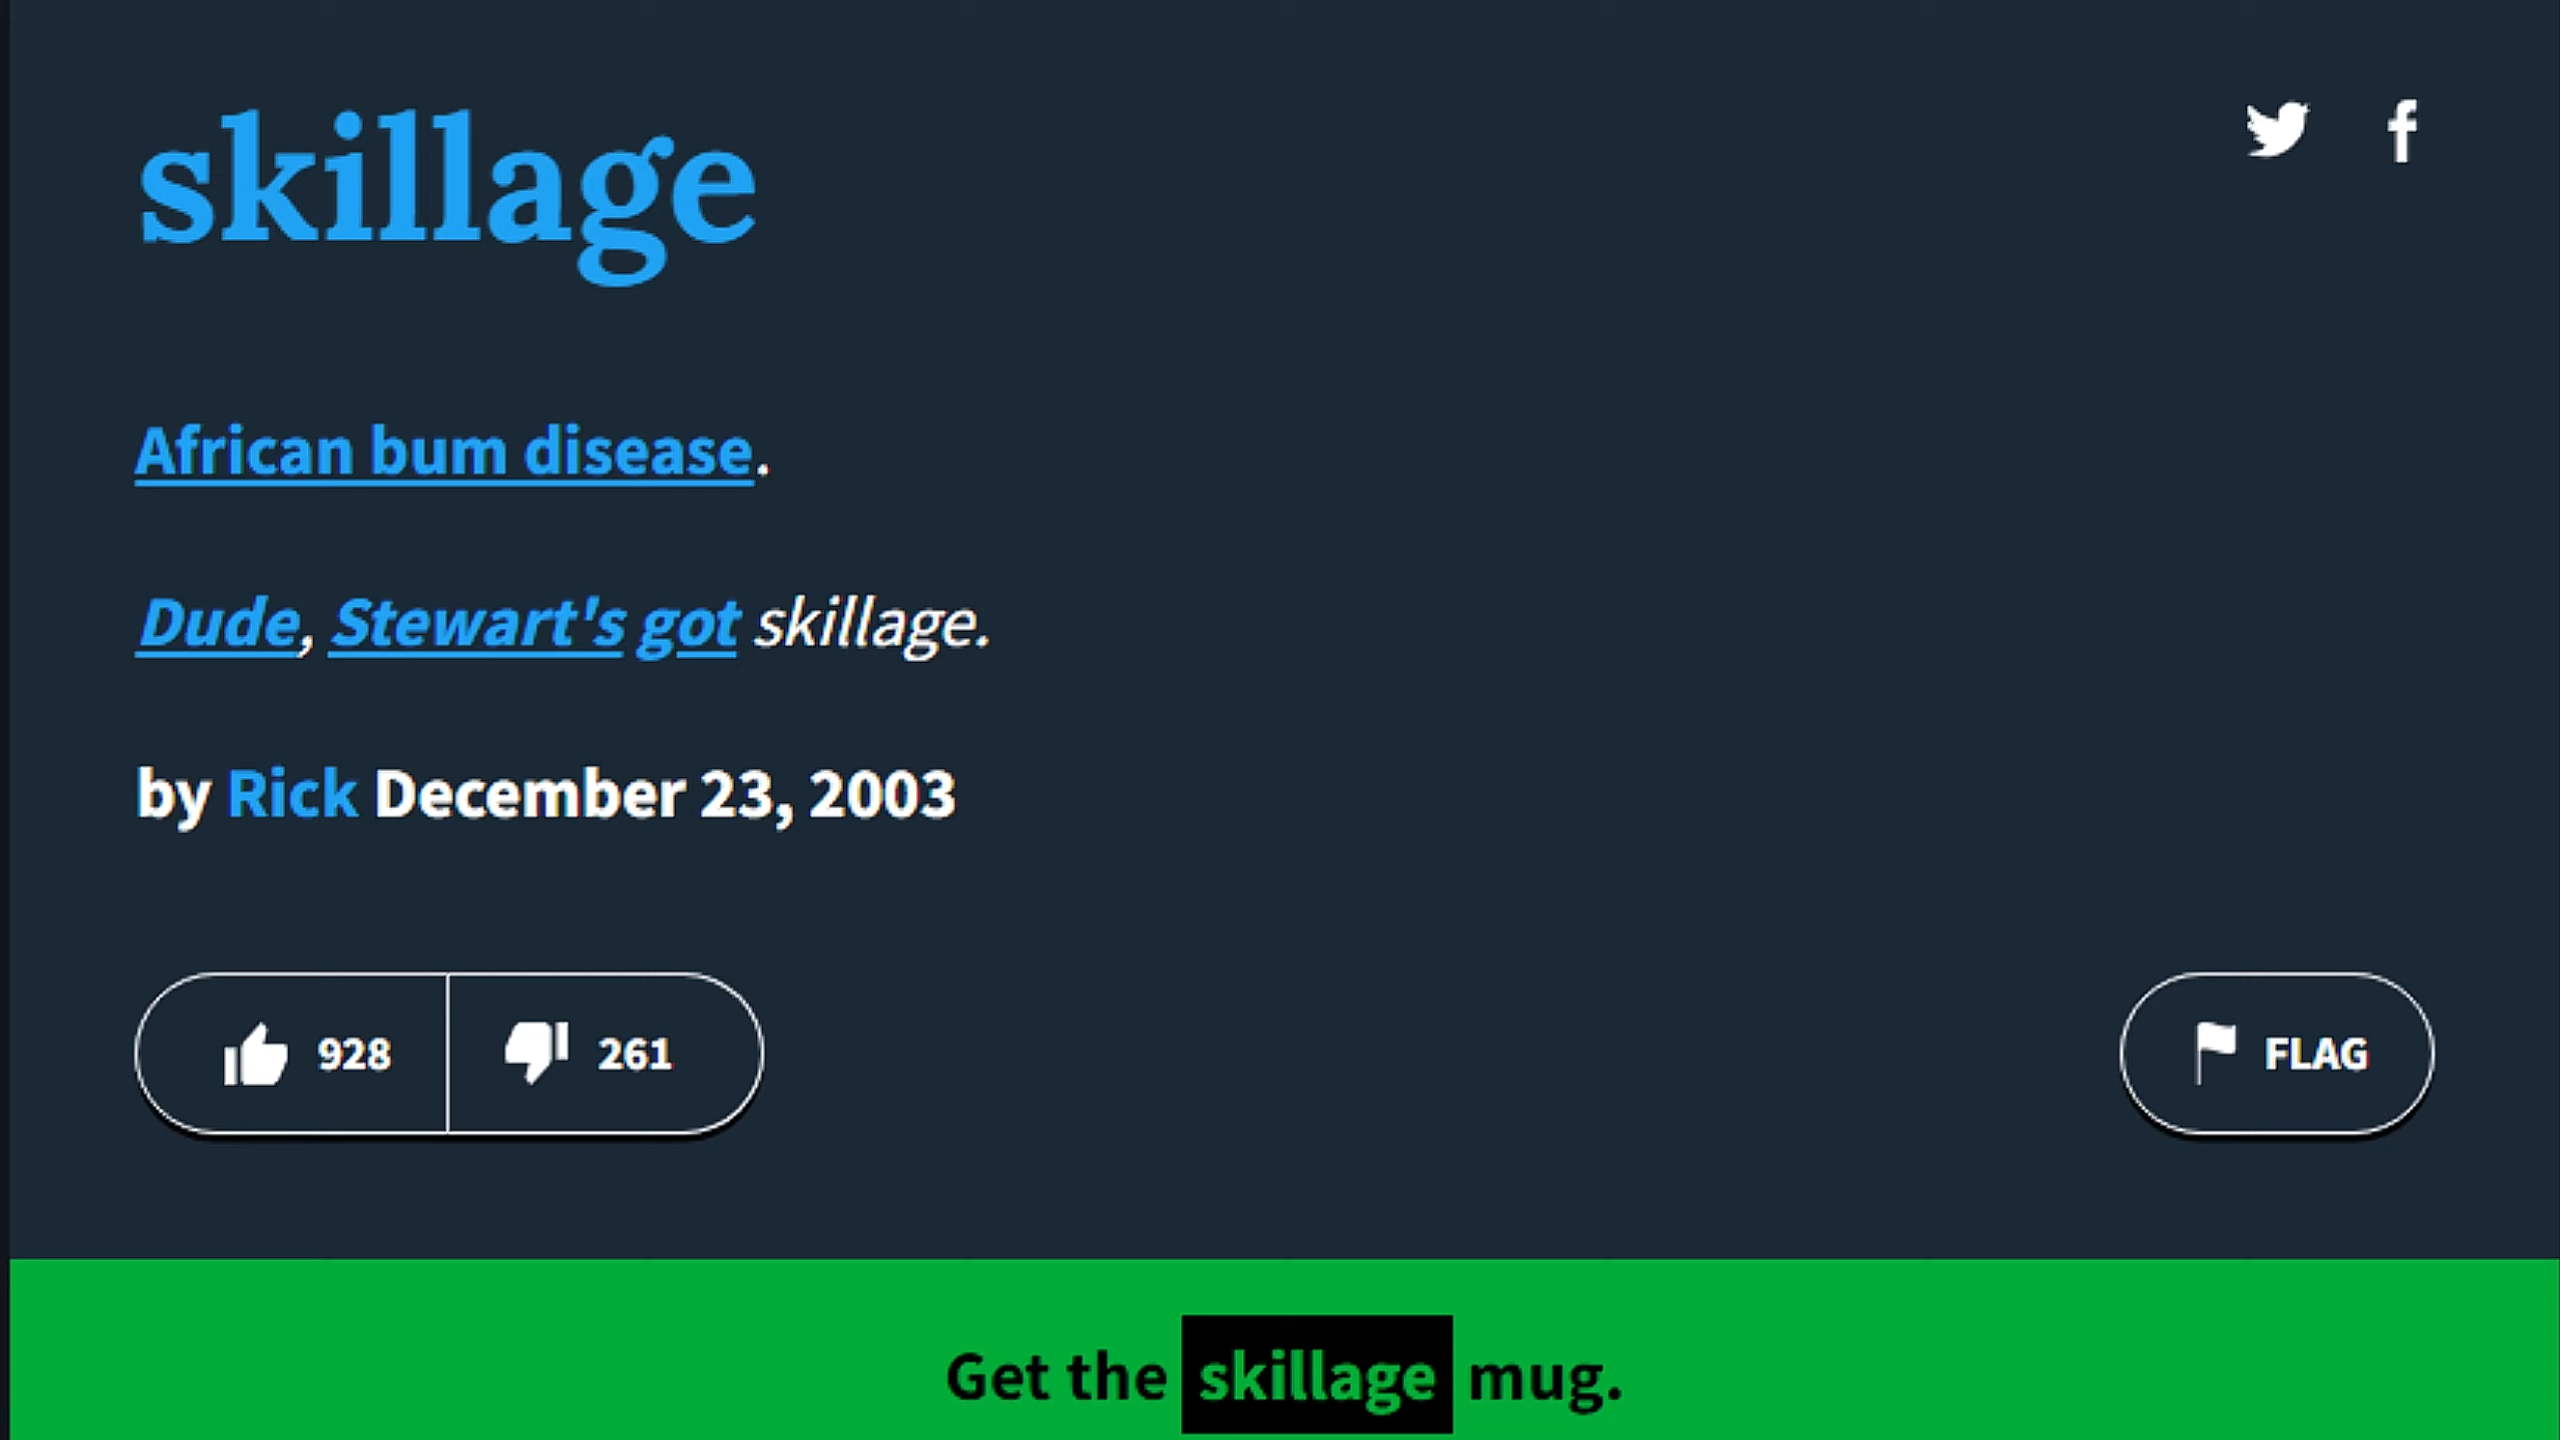 skillage
African bum disease.
Dude, Stewart's got skillage.
by Rick December 23, 2003
928 261 FLAG
Get the skillage mug.